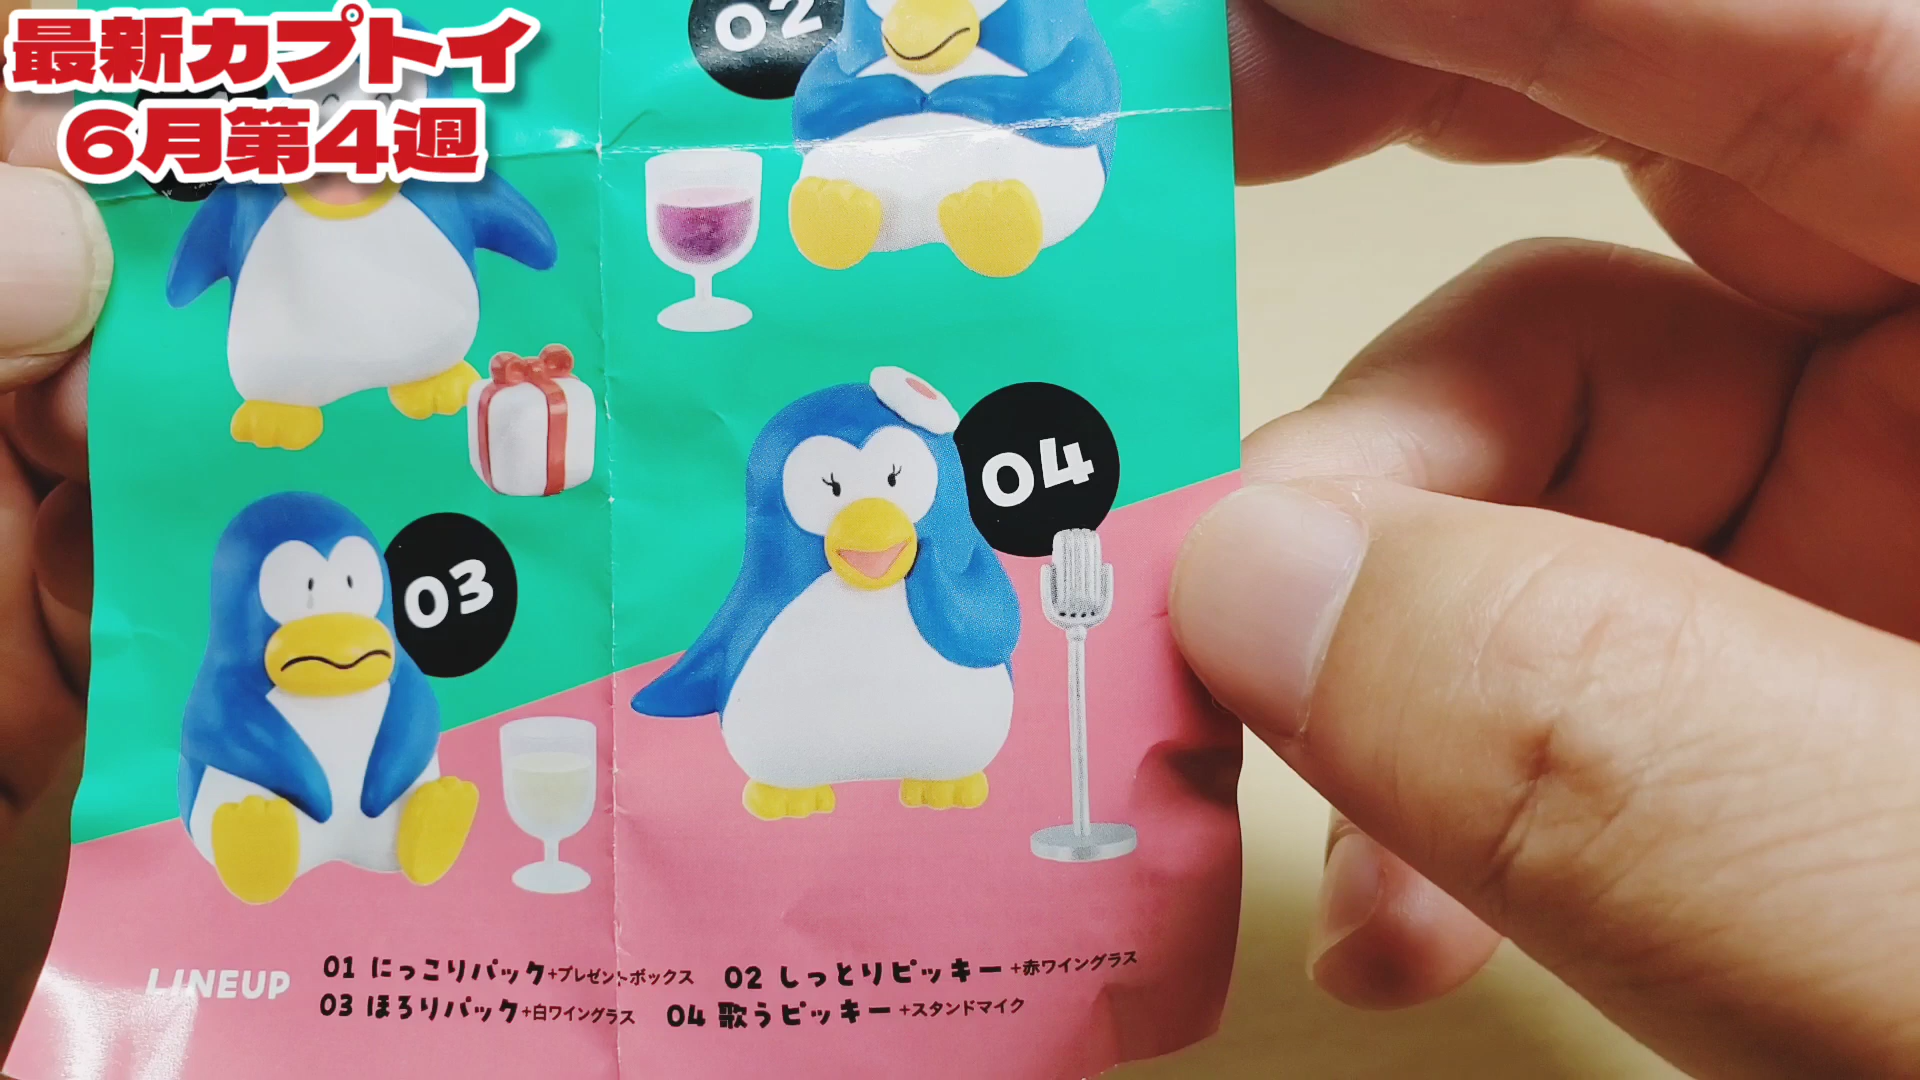 最新カプトイ
6月第4週
02
04
03
LINEUP
01 にっこりパック+プレゼントボックス 02 しっとりピッキー+赤ワイングラス
03 ほろりパック+白ワイングラス 04 歌うピッキー+スタンドマイク